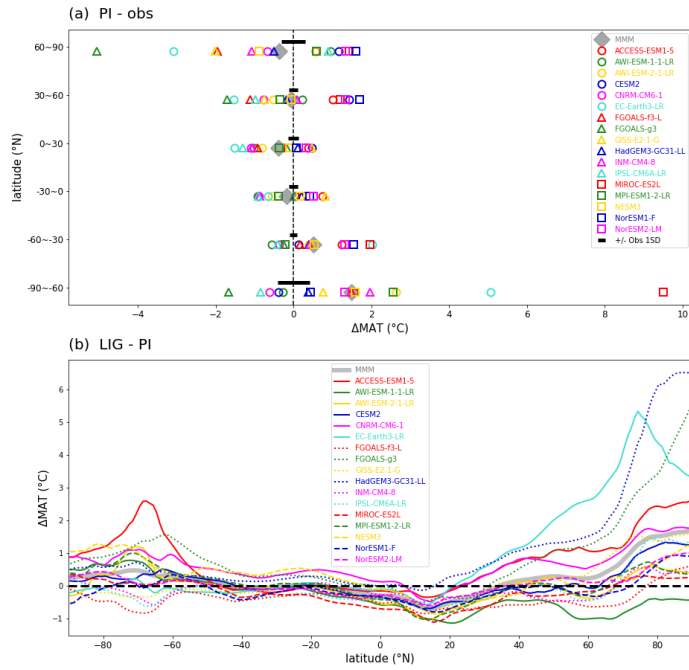 (a) PI - obs
60~90
30~60
0~30
-30~0
-60~-30
-90~-60
latitude (°N)
-4 -2 0 2 4 6 8 10
ΔMAT (°C)
MMM
ACCESS-ESM1-5
AWI-ESM-1-1-LR
AWI-ESM-2-1-LR
CESM2
CNRM-CM6-1
EC-Earth3-LR
FGOALS-f3-L
FGOALS-g3
GISS-E2-1-G
HadGEM3-GC31-LL
INM-CM4-8
IPSL-CM6A-LR
MIROC-ES2L
MPI-ESM1-2-LR
NESM3
NorESM1-F
NorESM2-LM
+/- Obs 1SD
(b) LIG - PI
6
5
4
3
2
1
0
−1
ΔMAT (°C)
−80 −60 −40 −20 0 20 40 60 80
latitude (°N)
MMM
ACCESS-ESM1-5
AWI-ESM-1-1-LR
AWI-ESM-2-1-LR
CESM2
CNRM-CM6-1
EC-Earth3-LR
FGOALS-f3-L
FGOALS-g3
GISS-E2-1-G
HadGEM3-GC31-LL
INM-CM4-8
IPSL-CM6A-LR
MIROC-ES2L
MPI-ESM1-2-LR
NESM3
NorESM1-F
NorESM2-LM